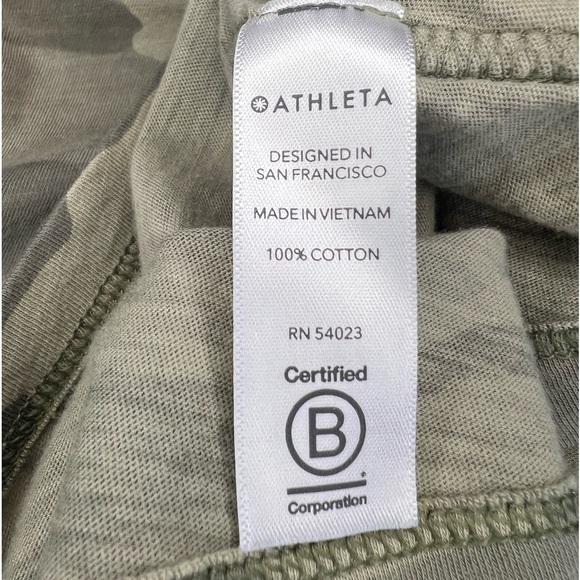 ATHLETA
DESIGNED IN
SAN FRANCISCO
MADE IN VIETNAM
100% COTTON
RN 54023
Certified
B
Corporation